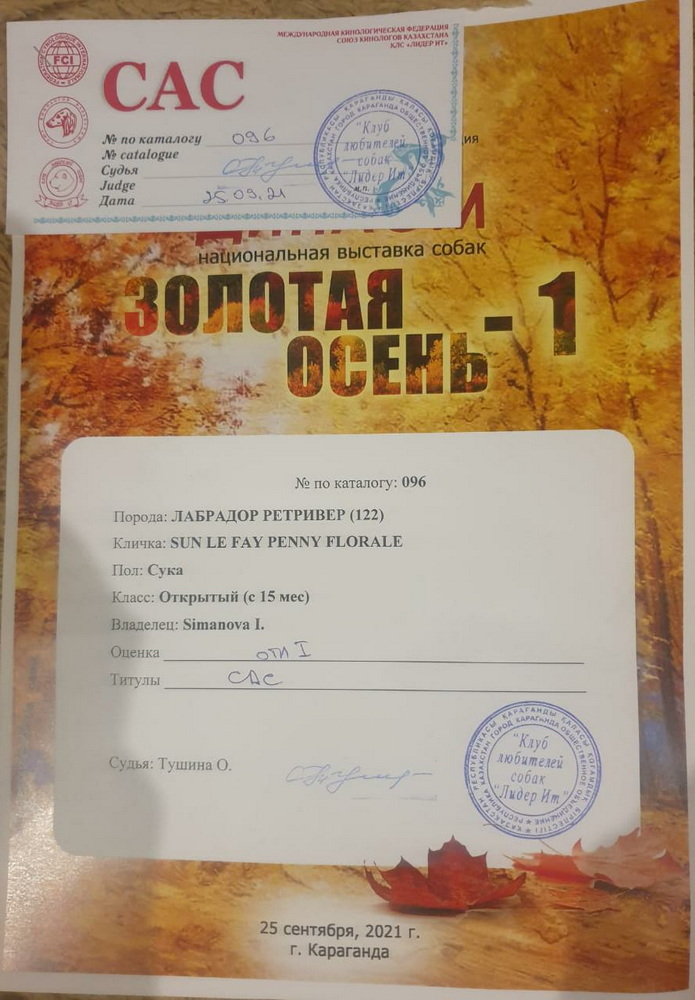 МЕЖДУНАРОДНАЯ КИНОЛОГИЧЕСКАЯ ФЕДЕРАЦИЯ
СОЮЗ КИНОЛОГОВ КАЗАХСТАНА
КЛС «ЛИДЕР ИТ»
FCI
CAC
№ по каталогу 096
№ catalogue
Судья
Judge
Дата 25 09.21
м.п.
"Клуб
любителей
собак
"Лидер Ит"
ция
ДИПЛОМ
национальная выставка собак
ЗОЛОТАЯ
ОСЕНЬ - 1
№ по каталогу: 096
Порода: ЛАБРАДОР РЕТРИВЕР (122)
Кличка: SUN LE FAY PENNY FLORALE
Пол: Сука
Класс: Открытый (с 15 мес)
Владелец: Simanova I.
Оценка отл I
Титулы САС
Судья: Тушина О.
"Клуб
любителей
собак
"Лидер Ит"
25 сентября, 2021 г.
г. Караганда